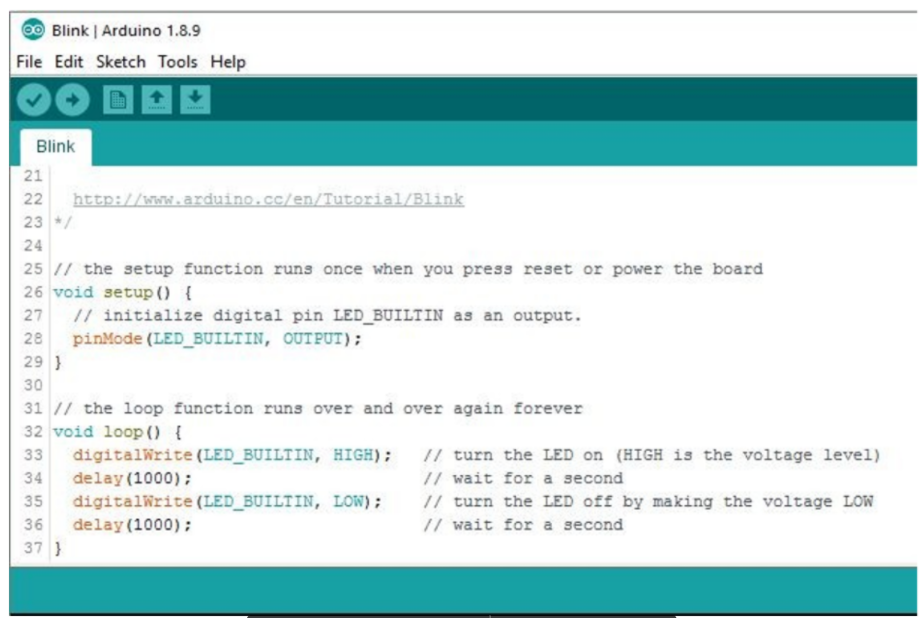 Blink | Arduino 1.8.9
File Edit Sketch Tools Help
Blink
21
22   http://www.arduino.cc/en/Tutorial/Blink
23 */
24
25 // the setup function runs once when you press reset or power the board
26 void setup() {
27   // initialize digital pin LED_BUILTIN as an output.
28   pinMode(LED_BUILTIN, OUTPUT);
29 }
30
31 // the loop function runs over and over again forever
32 void loop() {
33   digitalWrite(LED_BUILTIN, HIGH);   // turn the LED on (HIGH is the voltage level)
34   delay(1000);                       // wait for a second
35   digitalWrite(LED_BUILTIN, LOW);    // turn the LED off by making the voltage LOW
36   delay(1000);                       // wait for a second
37 }